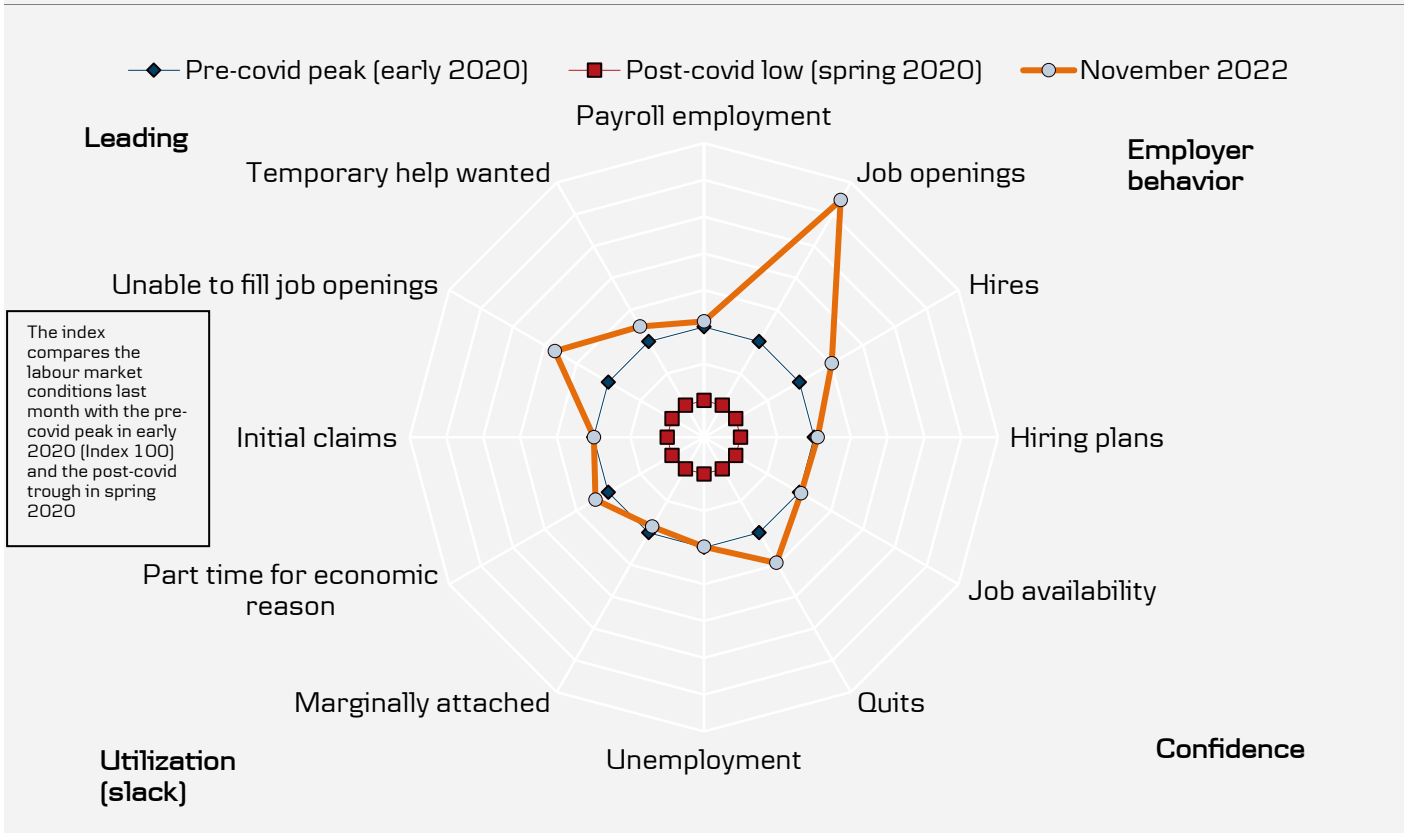 Pre-covid peak (early 2020)
Post-covid low (spring 2020)
November 2022
Payroll employment
Leading
Employer
behavior
Temporary help wanted
Job openings
Unable to fill job openings
Hires
The index
compares the
labour market
conditions last
month with the pre-
covid peak in early
2020 (Index 100)
and the post-covid
trough in spring
2020
Initial claims
Hiring plans
Part time for economic
reason
Job availability
Marginally attached
Quits
Unemployment
Utilization
(slack)
Confidence